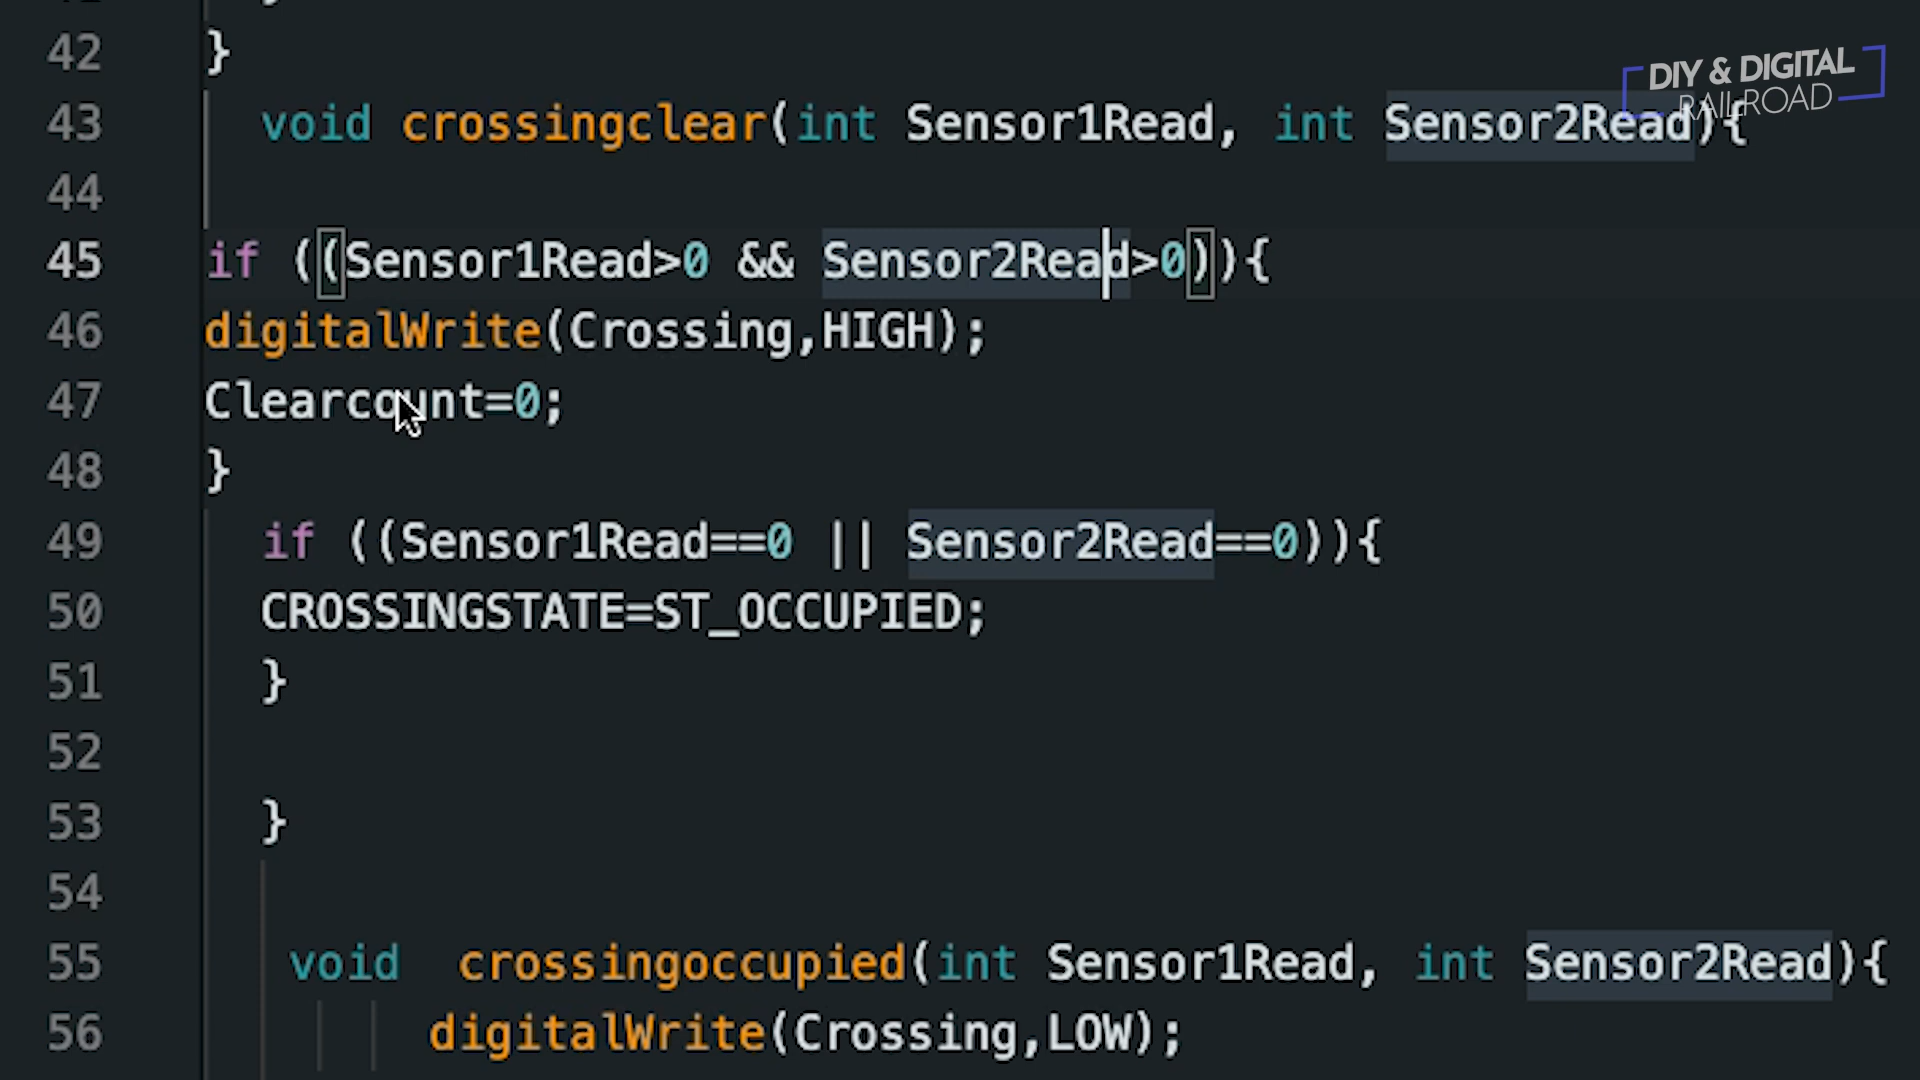 42 }
43 void crossingclear(int Sensor1Read, int Sensor2Read){
44
45 if ((Sensor1Read>0 && Sensor2Read>0)){
46 digitalWrite(Crossing,HIGH);
47 Clearcount=0;
48 }
49 if ((Sensor1Read==0 || Sensor2Read==0)){
50 CROSSINGSTATE=ST_OCCUPIED;
51 }
52
53 }
54
55 void  crossingoccupied(int Sensor1Read, int Sensor2Read){
56 digitalWrite(Crossing,LOW);
DIY & DIGITAL
RAILROAD